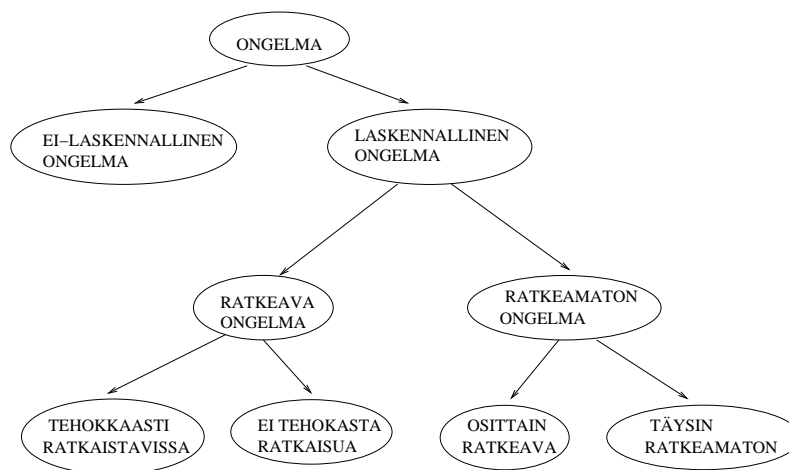 ONGELMA
EI–LASKENNALLINEN
ONGELMA
LASKENNALLINEN
ONGELMA
RATKEAVA
ONGELMA
RATKEAMATON
ONGELMA
TEHOKKAASTI
RATKAISTAVISSA
EI TEHOKASTA
RATKAISUA
OSITTAIN
RATKEAVA
TÄYSIN
RATKEAMATON